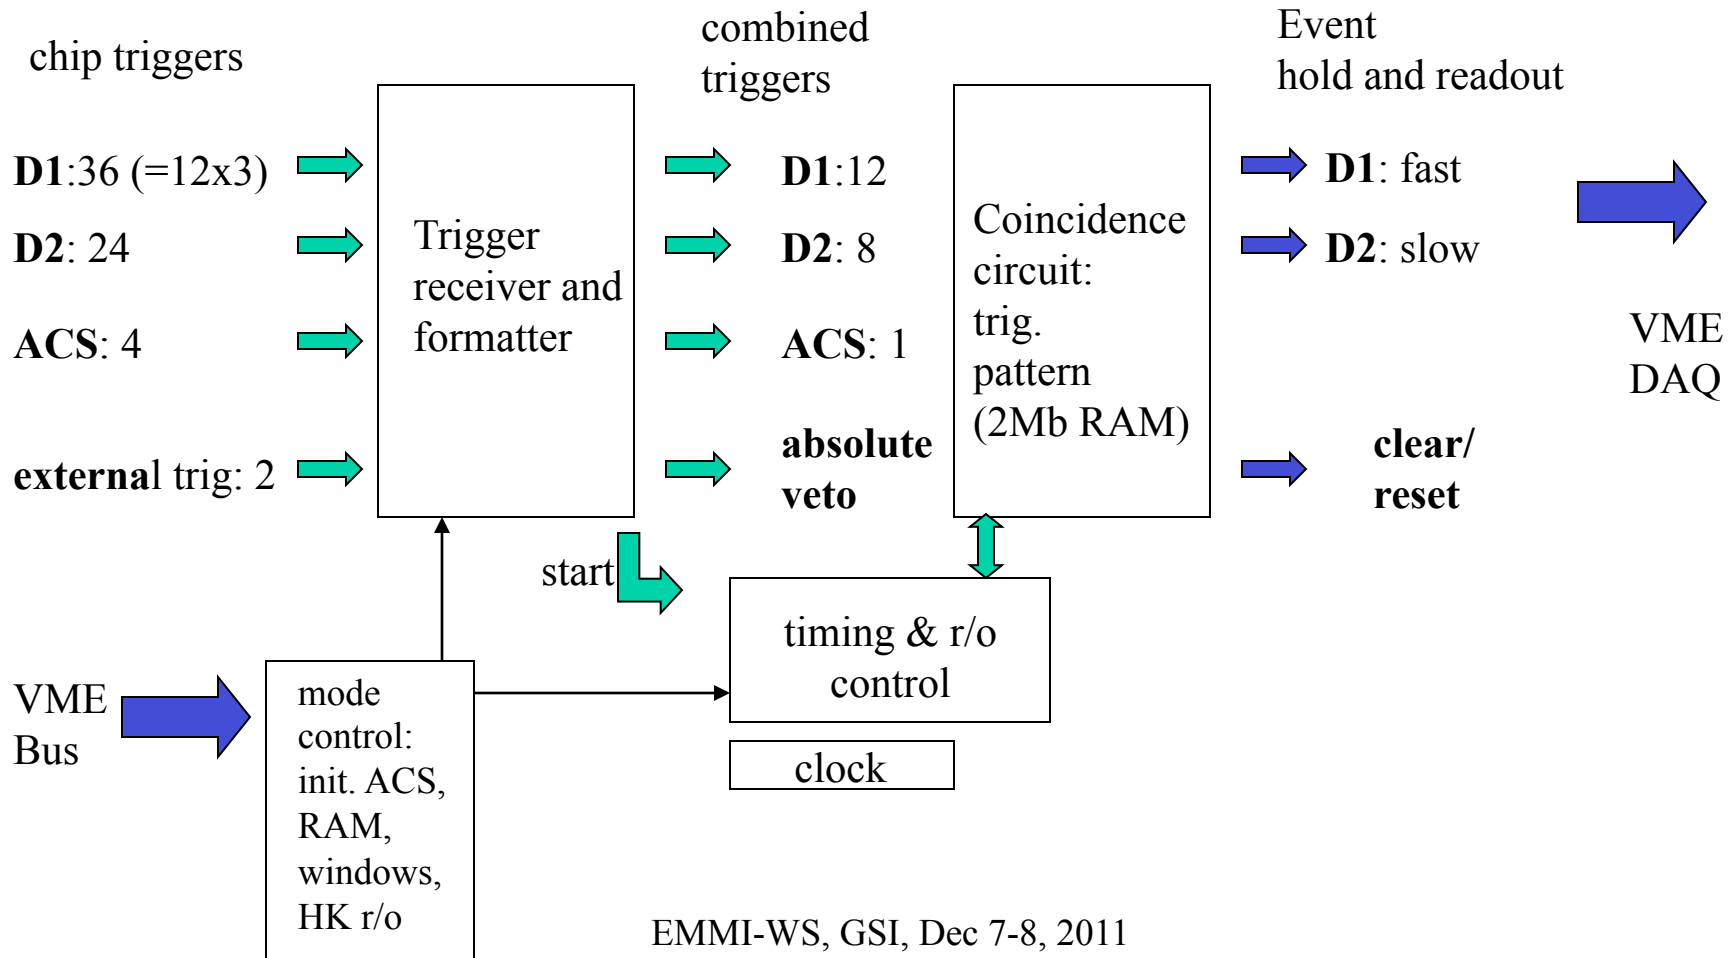 chip triggers
combined
triggers
Event
hold and readout
D1:36 (=12x3)
D2: 24
ACS: 4
external trig: 2
Trigger
receiver and
formatter
D1:12
D2: 8
ACS: 1
absolute
veto
Coincidence
circuit:
trig.
pattern
(2Mb RAM)
D1: fast
D2: slow
clear/
reset
VME
DAQ
start
timing & r/o
control
clock
VME
Bus
mode
control:
init. ACS,
RAM,
windows,
HK r/o
EMMI-WS, GSI, Dec 7-8, 2011